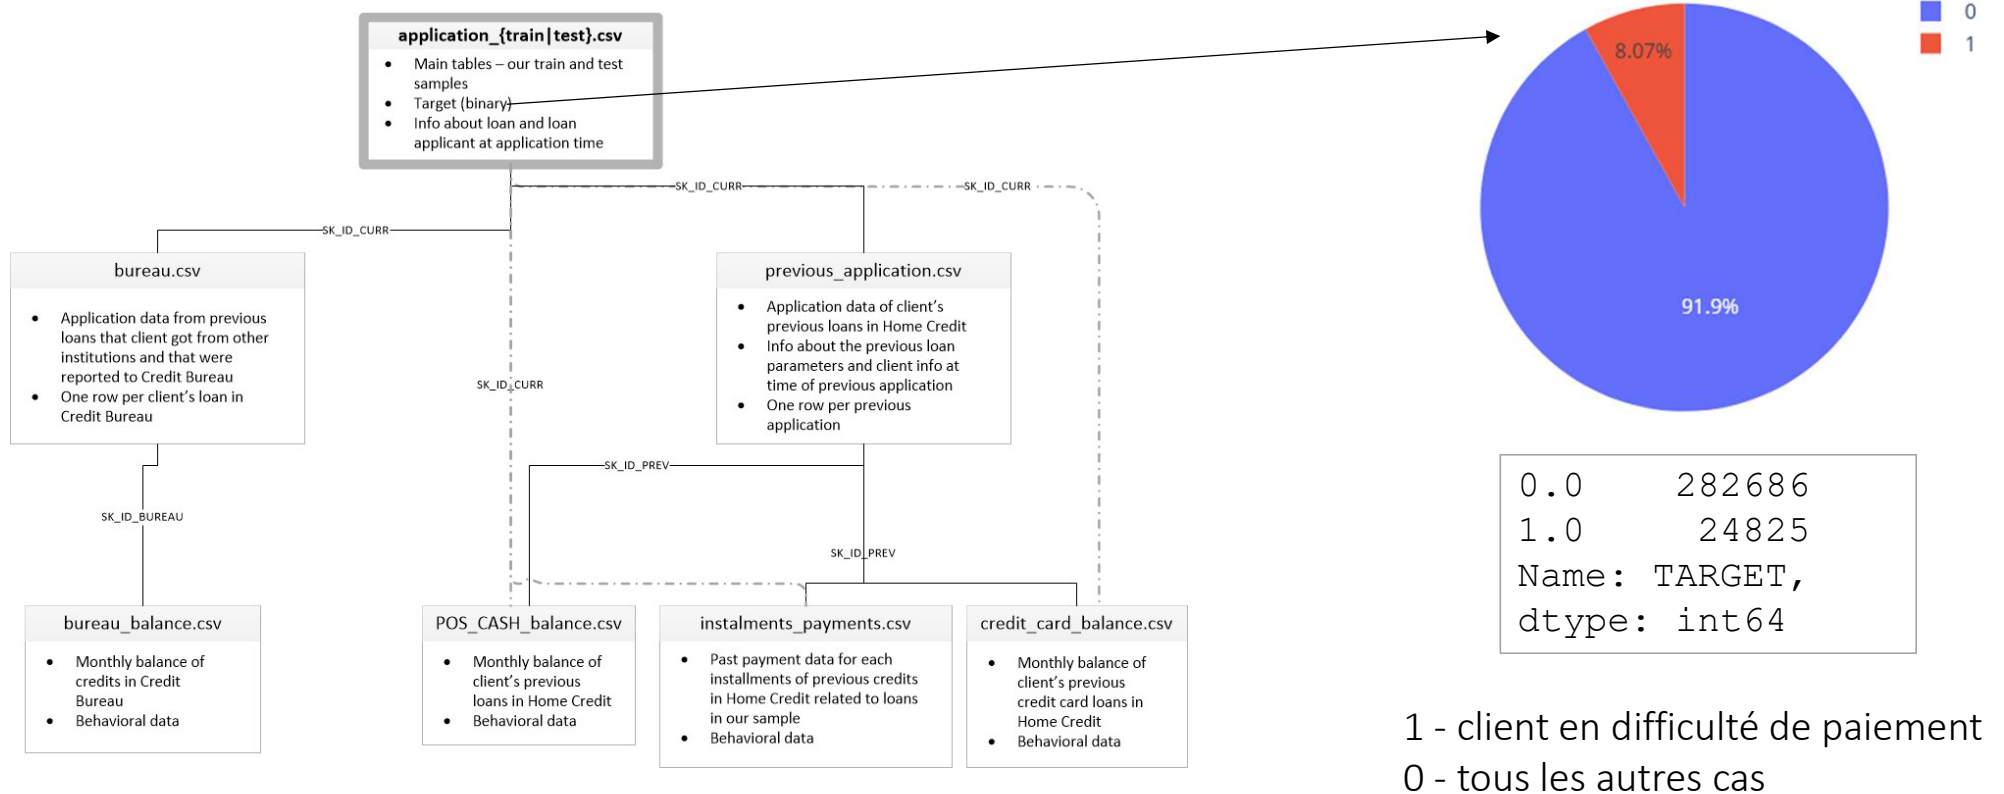 application_{train|test}.csv
• Main tables – our train and test
samples
• Target (binary)
• Info about loan and loan
applicant at application time
SK_ID_CURR
SK_ID_CURR
SK_ID_CURR
bureau.csv
• Application data from previous
loans that client got from other
institutions and that were
reported to Credit Bureau
• One row per client's loan in
Credit Bureau
SK_ID_CURR
previous_application.csv
• Application data of client's
previous loans in Home Credit
• Info about the previous loan
parameters and client info at
time of previous application
• One row per previous
application
SK_ID_PREV
SK_ID_BUREAU
SK_ID_PREV
bureau_balance.csv
• Monthly balance of
credits in Credit
Bureau
• Behavioral data
POS_CASH_balance.csv
• Monthly balance of
client's previous
loans in Home Credit
• Behavioral data
instalments_payments.csv
• Past payment data for each
installments of previous credits
in Home Credit related to loans
in our sample
• Behavioral data
credit_card_balance.csv
• Monthly balance of
client's previous
credit card loans in
Home Credit
• Behavioral data
0
1
8.07%
91.9%
0.0 282686
1.0 24825
Name: TARGET,
dtype: int64
1 - client en difficulté de paiement
0 - tous les autres cas